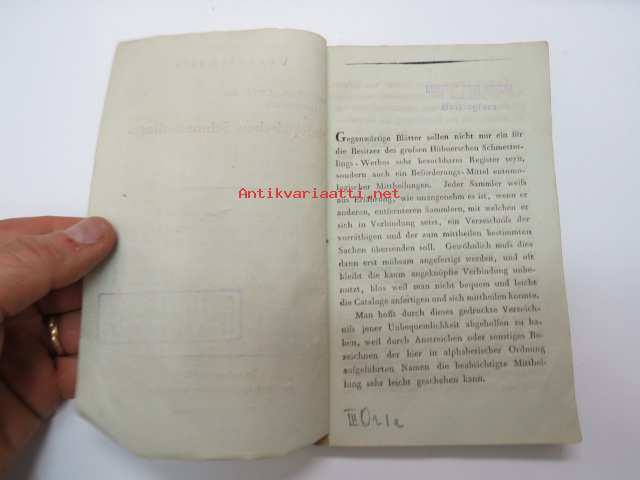 Gegenwärtige Blätter sollen nicht nur ein für
die Besitzer des großen Hübnerschen Schmetter-
lings-Werkes sehr brauchbares Register seyn,
sondern auch ein Beförderungs-Mittel entomo-
logischer Mittheilungen. Jeder Sammler weiß
aus Erfahrung, wie unangenehm es ist, wenn er
anderen, entfernteren Sammlern, mit welchen er
sich in Verbindung setzt, ein Verzeichniß der
vorräthigen und der zum mittheilen bestimmten
Sachen übersenden soll. Gewöhnlich muß dies
dann erst mühsam angefertigt werden, und oft
bleibt die kaum angeknüpfte Verbindung unbe-
nutzt, blos weil man nicht bequem und leicht
die Cataloge anfertigen und sich mittheilen konnte.
Man hofft durch dieses gedruckte Verzeich-
niß jener Unbequemlichkeit abgeholfen zu ha-
ben, weil durch Anstreichen oder sonstiges Be-
zeichnen der hier in alphabetischer Ordnung
aufgeführten Namen die beabsichtigte Mitthei-
lung sehr leicht geschehen kann.
Antikvariaatti.net